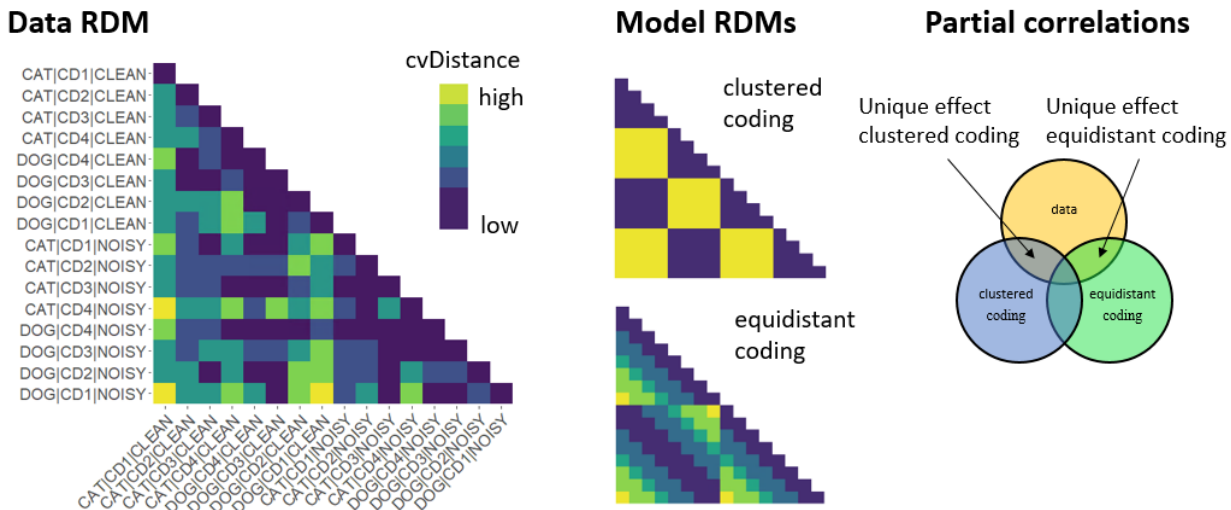 Data RDM
cvDistance
high
low
CAT|CD1|CLEAN
CAT|CD2|CLEAN
CAT|CD3|CLEAN
CAT|CD4|CLEAN
DOG|CD4|CLEAN
DOG|CD3|CLEAN
DOG|CD2|CLEAN
DOG|CD1|CLEAN
CAT|CD1|NOISY
CAT|CD2|NOISY
CAT|CD3|NOISY
CAT|CD4|NOISY
DOG|CD4|NOISY
DOG|CD3|NOISY
DOG|CD2|NOISY
DOG|CD1|NOISY
CAT|CD1|CLEAN
CAT|CD2|CLEAN
CAT|CD3|CLEAN
CAT|CD4|CLEAN
DOG|CD4|CLEAN
DOG|CD3|CLEAN
DOG|CD2|CLEAN
DOG|CD1|CLEAN
CAT|CD1|NOISY
CAT|CD2|NOISY
CAT|CD3|NOISY
CAT|CD4|NOISY
DOG|CD4|NOISY
DOG|CD3|NOISY
DOG|CD2|NOISY
DOG|CD1|NOISY
Model RDMs
clustered
coding
equidistant
coding
Partial correlations
Unique effect
clustered coding
Unique effect
equidistant coding
data
clustered
coding
equidistant
coding